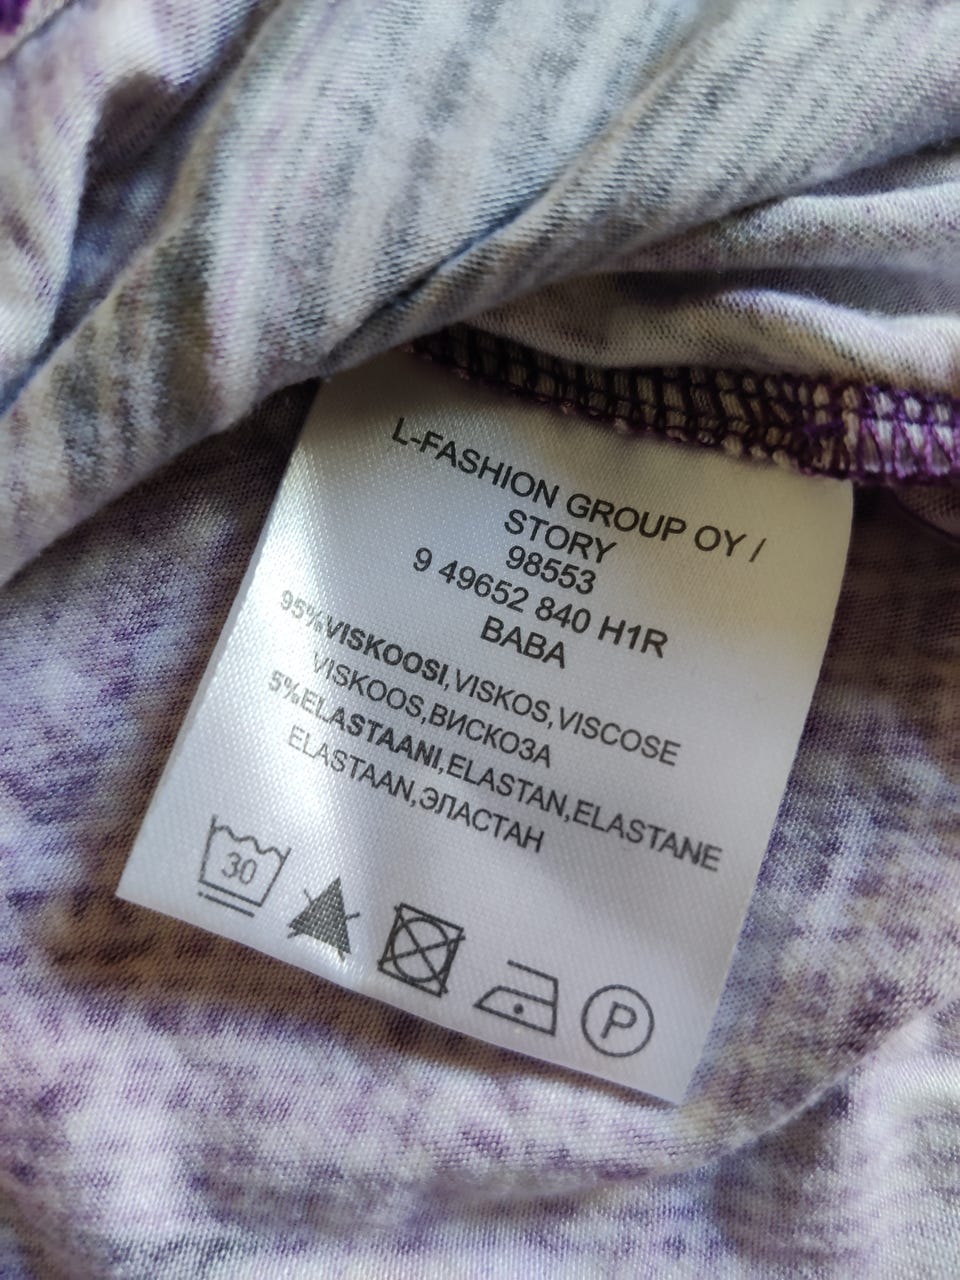 L-FASHION GROUP OY /
STORY
98553
9 49652 840 H1R
BABA
95%VISKOOSI,VISKOS,VISCOSE
VISKOOS,ВИСКОЗА
5%ELASTAANI,ELASTAN,ELASTANE
ELASTAAN,ЭЛАСТАН
30
P